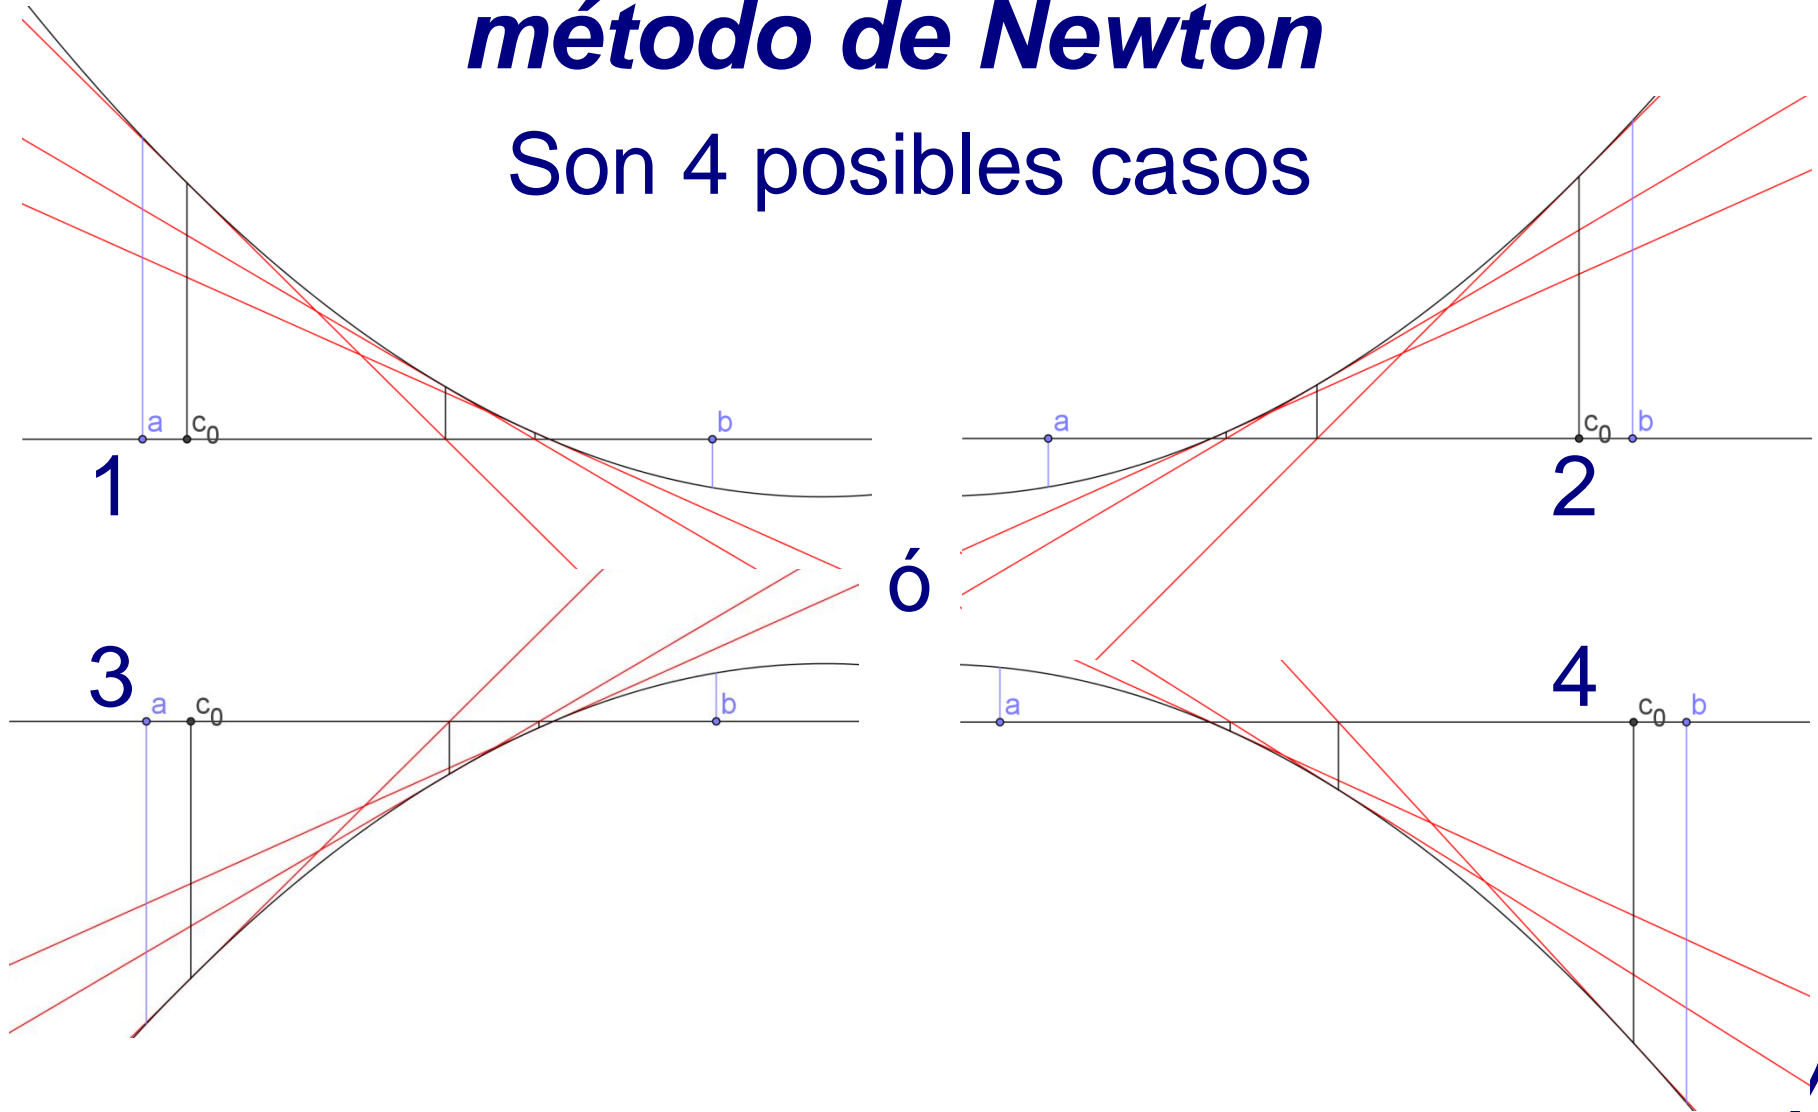 método de Newton
Son 4 posibles casos
a c₀ b
a c₀ b
1
2
ó
3
4
a c₀ b
a c₀ b